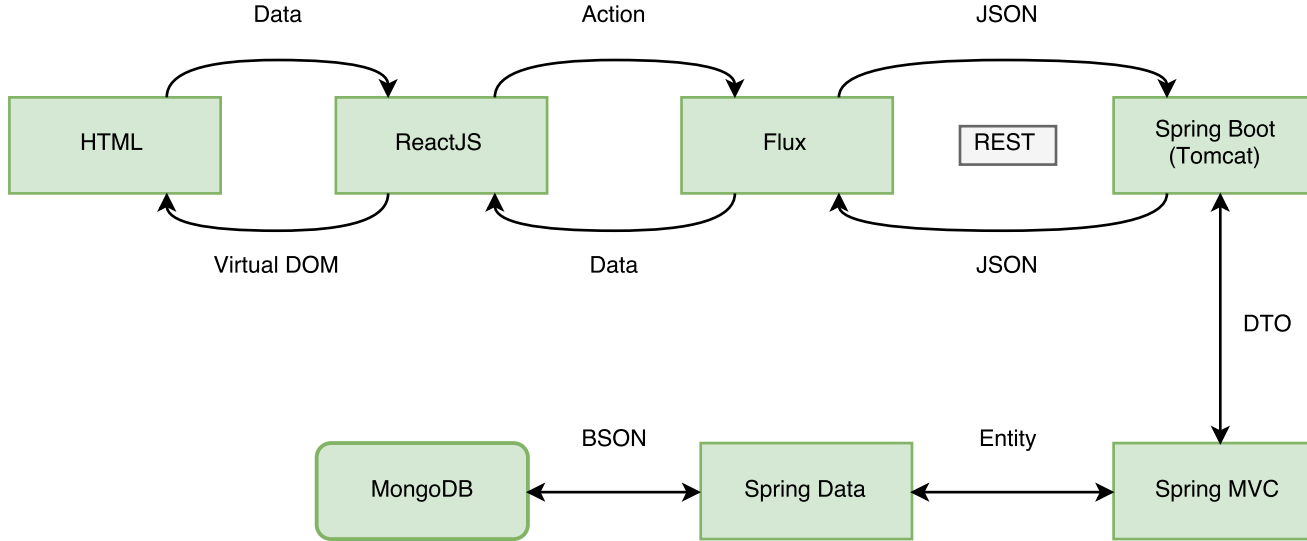 Data
Action
JSON
HTML
ReactJS
Flux
REST
Spring Boot
(Tomcat)
Virtual DOM
Data
JSON
DTO
BSON
Entity
MongoDB
Spring Data
Spring MVC